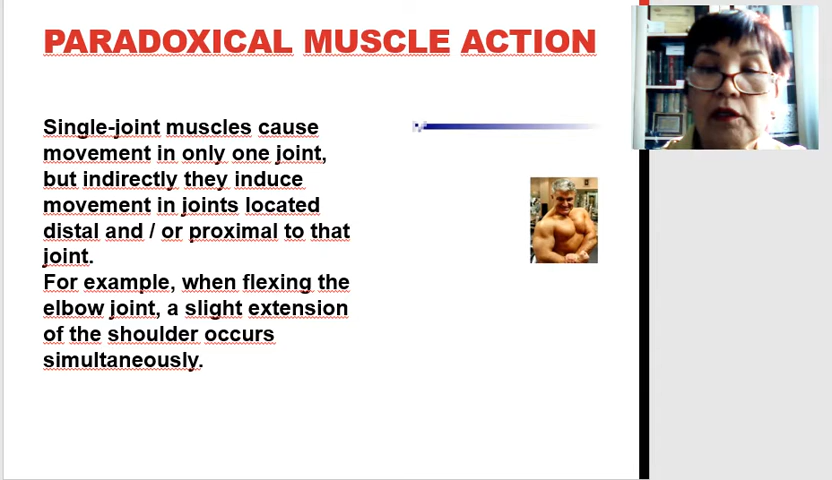 PARADOXICAL MUSCLE ACTION
Single-joint muscles cause
movement in only one joint,
but indirectly they induce
movement in joints located
distal and / or proximal to that
joint.
For example, when flexing the
elbow joint, a slight extension
of the shoulder occurs
simultaneously.